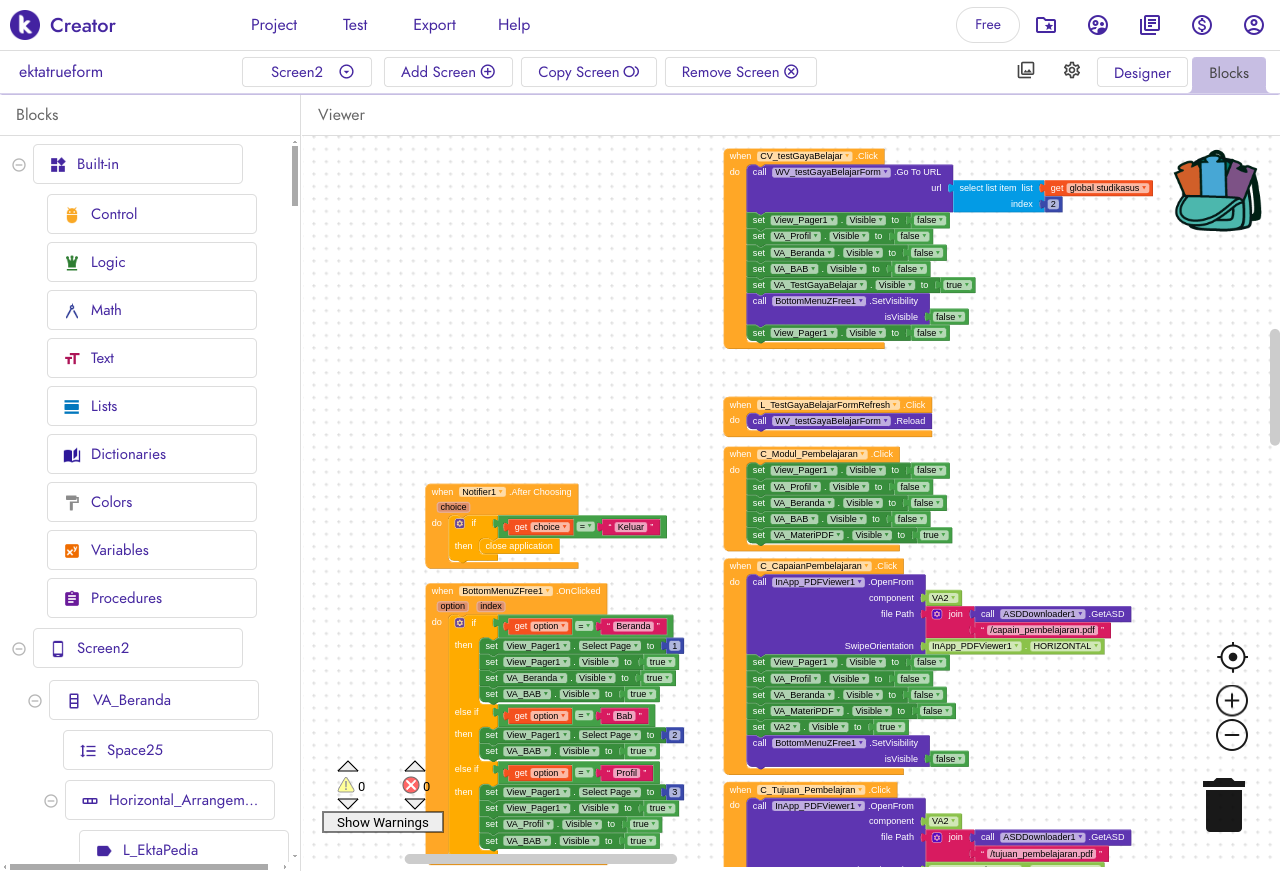 Creator
Project
Test
Export
Help
Free
ektatrueform
Screen2
Add Screen
Copy Screen
Remove Screen
Designer
Blocks
Blocks
Viewer
Built-in
Control
Logic
Math
Text
Lists
Dictionaries
Colors
Variables
Procedures
Screen2
VA_Beranda
Space25
Horizontal_Arrangem...
L_EktaPedia
when CV_testGayaBelajar .Click
do call WV_testGayaBelajarForm .Go To URL
url select list item list get global studikasus
index 2
set View_Pager1 . Visible to false
set VA_Profil . Visible to false
set VA_Beranda . Visible to false
set VA_BAB . Visible to false
set VA_TestGayaBelajar . Visible to true
call BottomMenuZFree1 .SetVisibility
isVisible false
set View_Pager1 . Visible to false
when L_TestGayaBelajarFormRefresh .Click
do call WV_testGayaBelajarForm .Reload
when C_Modul_Pembelajaran .Click
do set View_Pager1 . Visible to false
set VA_Profil . Visible to false
set VA_Beranda . Visible to false
set VA_BAB . Visible to false
set VA_MateriPDF . Visible to true
when C_CapaianPembelajaran .Click
do call InApp_PDFViewer1 .OpenFrom
component VA2
file Path join call ASDDownloader1 .GetASD
" /capain_pembelajaran.pdf "
SwipeOrientation InApp_PDFViewer1 . HORIZONTAL
set View_Pager1 . Visible to false
set VA_Profil . Visible to false
set VA_Beranda . Visible to false
set VA_MateriPDF . Visible to false
set VA2 . Visible to true
call BottomMenuZFree1 .SetVisibility
isVisible false
when C_Tujuan_Pembelajran .Click
do call InApp_PDFViewer1 .OpenFrom
component VA2
file Path join call ASDDownloader1 .GetASD
" /tujuan_pembelajaran.pdf "
when Notifier1 .After Choosing
choice
do if get choice = " Keluar "
then close application
when BottomMenuZFree1 .OnClicked
option index
do if get option = " Beranda "
then set View_Pager1 . Select Page to 1
set View_Pager1 . Visible to true
set VA_Beranda . Visible to true
set VA_BAB . Visible to true
else if get option = " Bab "
then set View_Pager1 . Select Page to 2
set VA_BAB . Visible to true
else if get option = " Profil "
then set View_Pager1 . Select Page to 3
set View_Pager1 . Visible to true
set VA_Profil . Visible to true
set VA_BAB . Visible to true
0 0
Show Warnings